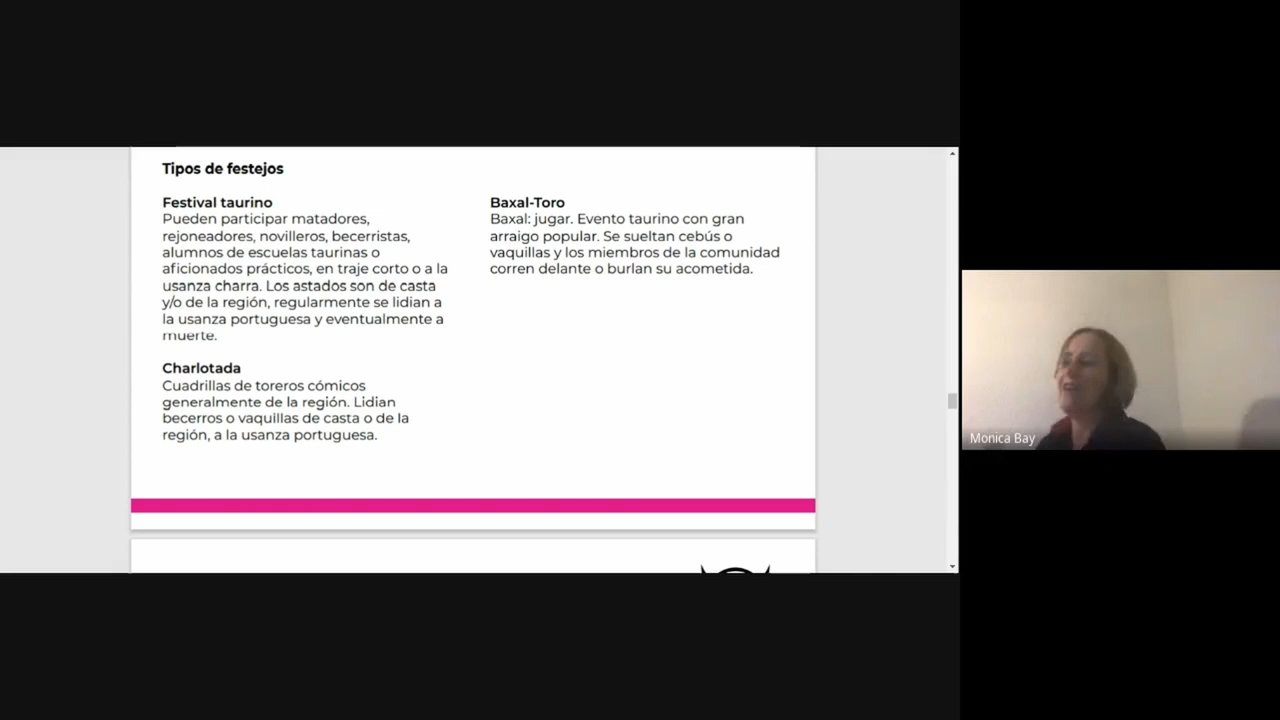 Tipos de festejos
Festival taurino
Pueden participar matadores,
rejoneadores, novilleros, becerristas,
alumnos de escuelas taurinas o
aficionados prácticos, en traje corto o a la
usanza charra. Los astados son de casta
y/o de la región, regularmente se lidian a
la usanza portuguesa y eventualmente a
muerte.
Charlotada
Cuadrillas de toreros cómicos
generalmente de la región. Lidian
becerros o vaquillas de casta o de la
región, a la usanza portuguesa.
Baxal-Toro
Baxal: jugar. Evento taurino con gran
arraigo popular. Se sueltan cebús o
vaquillas y los miembros de la comunidad
corren delante o burlan su acometida.
Monica Bay